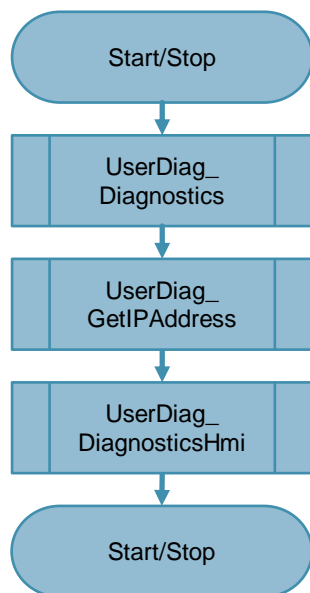 Start/Stop
UserDiag_
Diagnostics
UserDiag_
GetIPAddress
UserDiag_
DiagnosticsHmi
Start/Stop